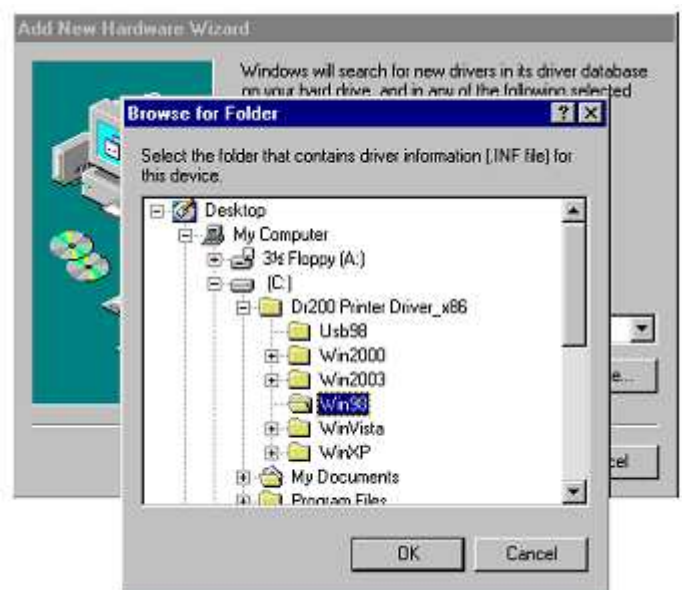 Add New Hardware Wizard
Windows will search for new drivers in its driver database
on your hard drive, and in any of the following selected
Browse for Folder
Select the folder that contains driver information (.INF file) for
this device.
Desktop
My Computer
3½ Floppy (A:)
(C:)
Dr200 Printer Driver_x86
Usb98
Win2000
Win2003
Win98
WinVista
WinXP
My Documents
Program Files
OK
Cancel